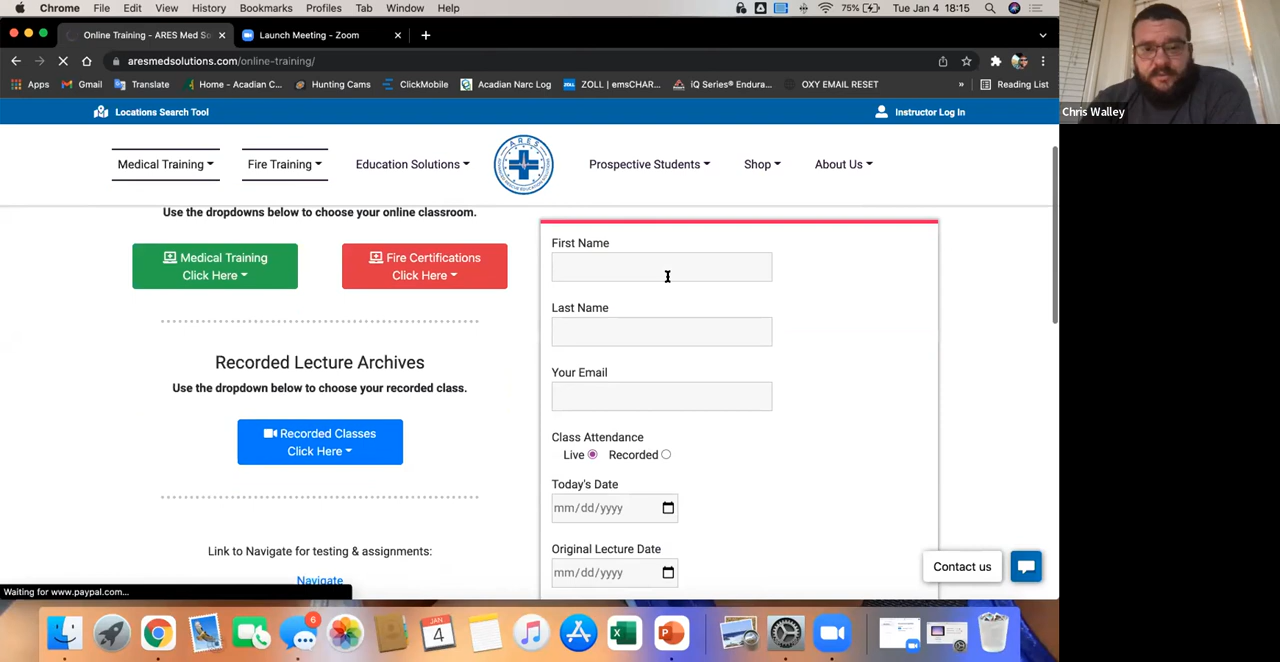 Chrome File Edit View History Bookmarks Profiles Tab Window Help 75% Tue Jan 4 18:15
Online Training - ARES Med So Launch Meeting - Zoom
aresmedsolutions.com/online-training/
Apps Gmail Translate Home - Acadian C... Hunting Cams ClickMobile Acadian Narc Log ZOLL | emsCHAR... iQ Series® Endura... OXY EMAIL RESET » Reading List
Chris Walley
Locations Search Tool Instructor Log In
Medical Training Fire Training Education Solutions ARES Prospective Students Shop About Us
Use the dropdowns below to choose your online classroom.
Medical Training
Click Here
Fire Certifications
Click Here
Recorded Lecture Archives
Use the dropdown below to choose your recorded class.
Recorded Classes
Click Here
Link to Navigate for testing & assignments:
Navigate
First Name
Last Name
Your Email
Class Attendance
Live Recorded
Today's Date
mm/dd/yyyy
Original Lecture Date
mm/dd/yyyy
Contact us
Waiting for www.paypal.com...
6
JAN
4